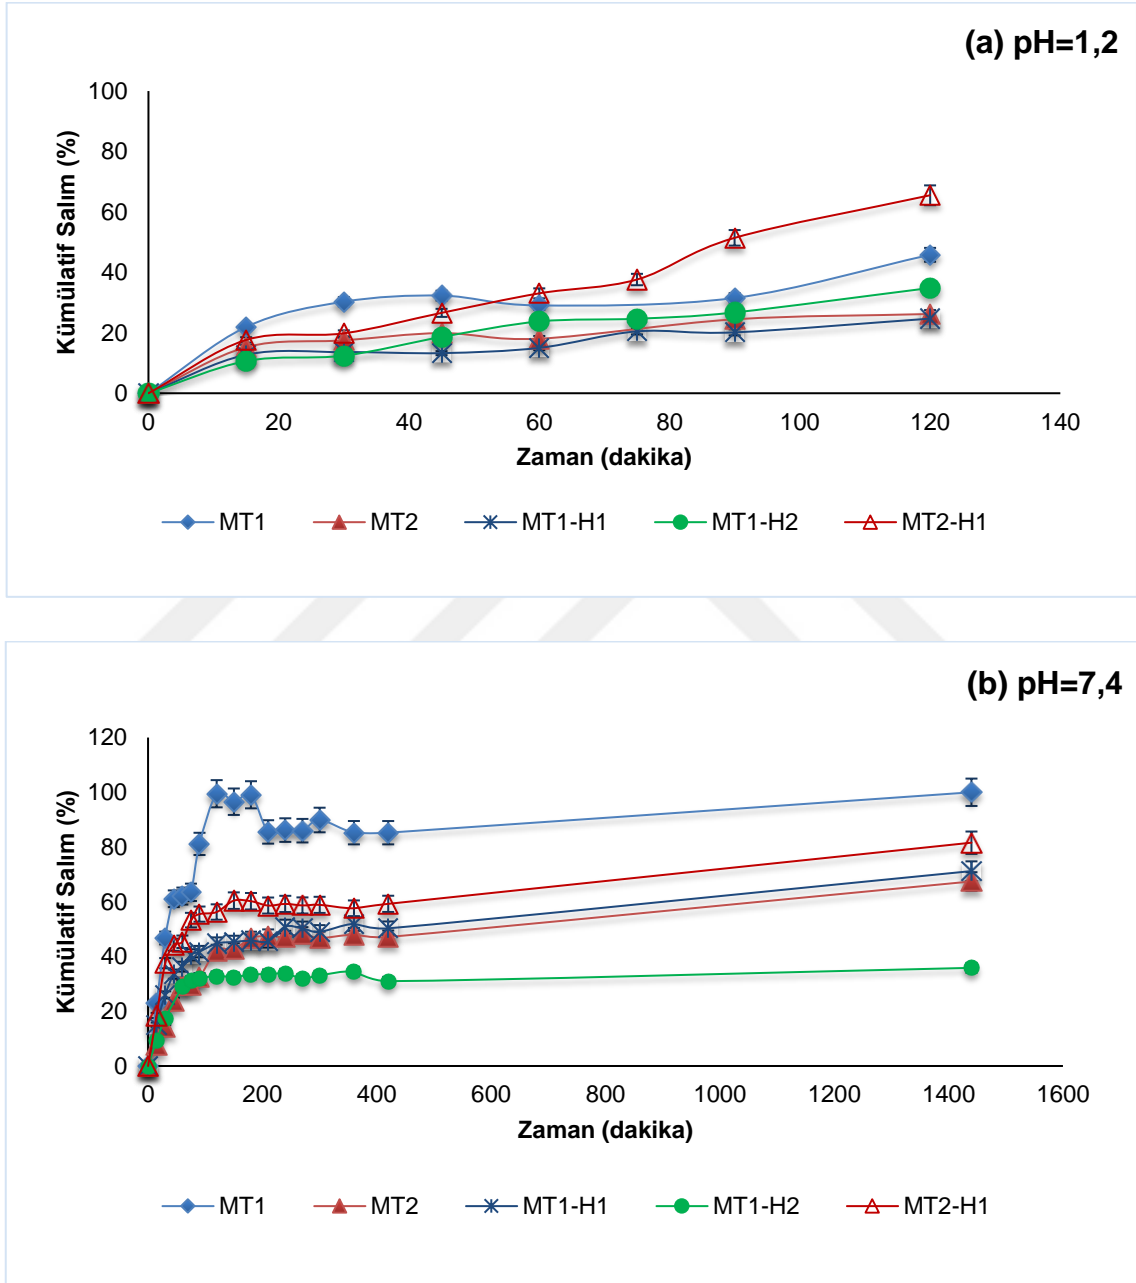 (a) pH=1,2
100
80
60
40
20
0
Kümülatif Salım (%)
0 20 40 60 80 100 120 140
Zaman (dakika)
MT1 MT2 MT1-H1 MT1-H2 MT2-H1
(b) pH=7,4
120
100
80
60
40
20
0
Kümülatif Salım (%)
0 200 400 600 800 1000 1200 1400 1600
Zaman (dakika)
MT1 MT2 MT1-H1 MT1-H2 MT2-H1